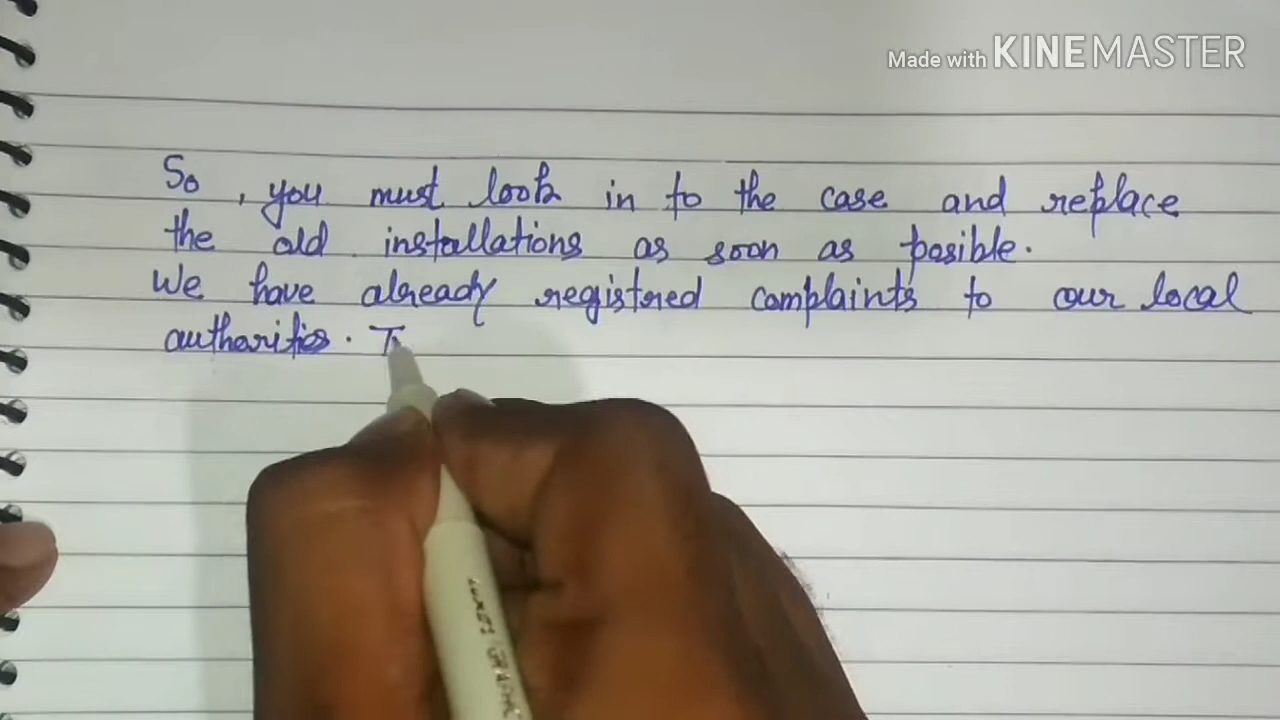 Made with KINEMASTER
So, you must look in to the case and replace
the old installations as soon as posible.
We have already registred complaints to our local
authorities. T